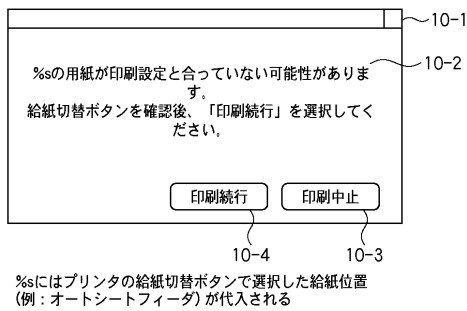 10-1
10-2
%sの用紙が印刷設定と合っていない可能性がありま
す。
給紙切替ボタンを確認後、「印刷続行」を選択してく
ださい。
印刷続行 印刷中止
10-4 10-3
%sにはプリンタの給紙切替ボタンで選択した給紙位置
(例：オートシートフィーダ)が代入される